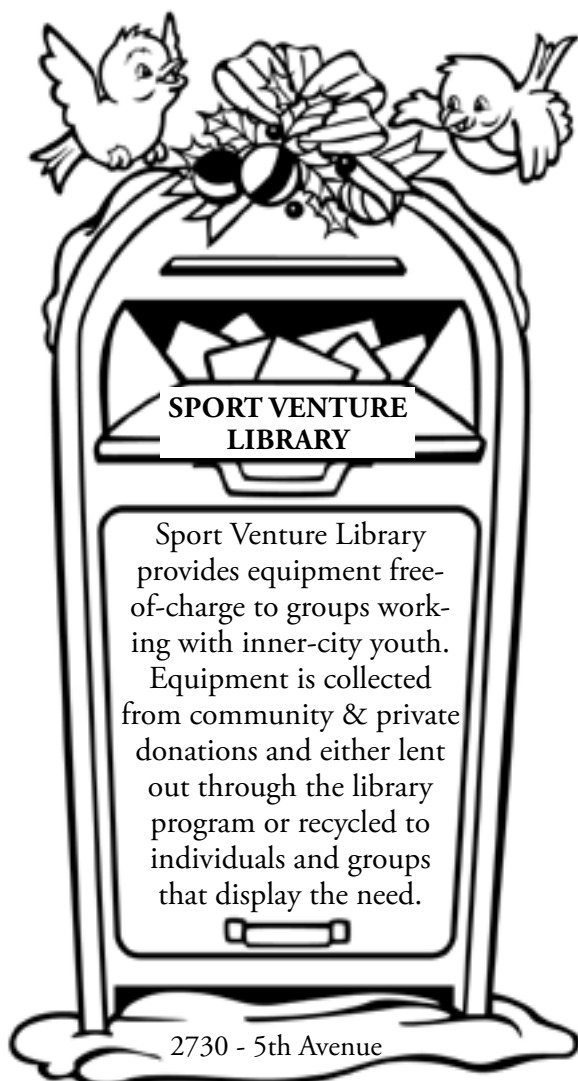 SPORT VENTURE
LIBRARY
Sport Venture Library
provides equipment free-
of-charge to groups work-
ing with inner-city youth.
Equipment is collected
from community & private
donations and either lent
out through the library
program or recycled to
individuals and groups
that display the need.
2730 - 5th Avenue